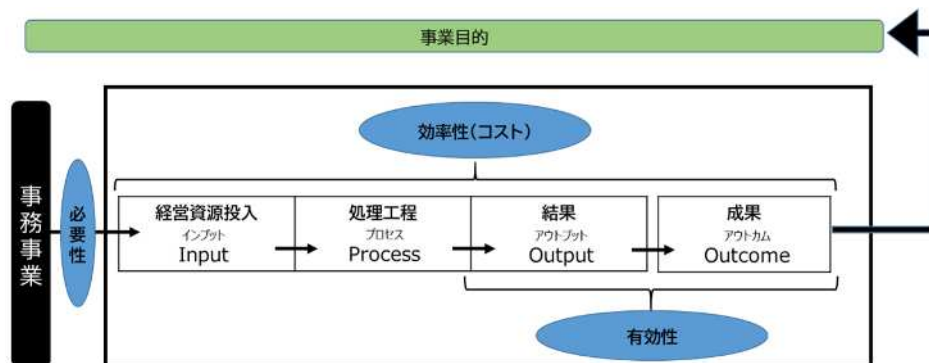 事業目的
効率性(コスト)
事務事業
必要性
経営資源投入
インプット
Input
処理工程
プロセス
Process
結果
アウトプット
Output
成果
アウトカム
Outcome
有効性